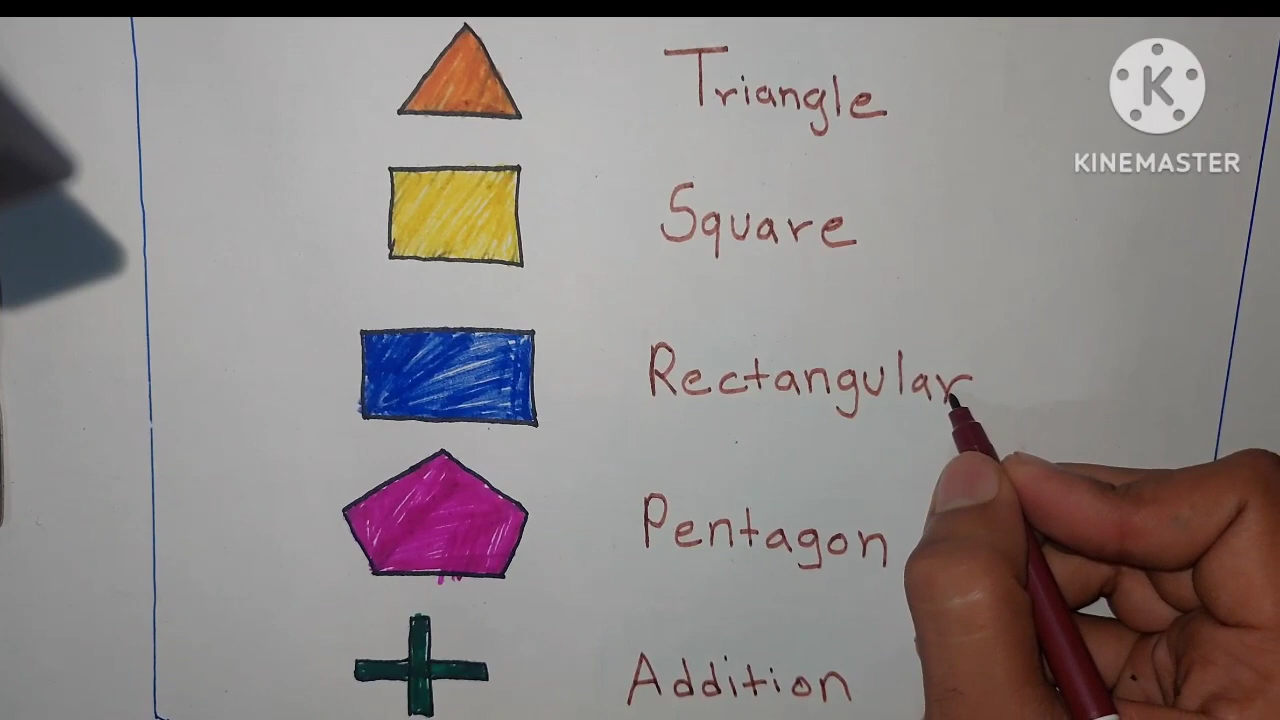 Triangle
KINEMASTER
Square
Rectangular
Pentagon
Addition